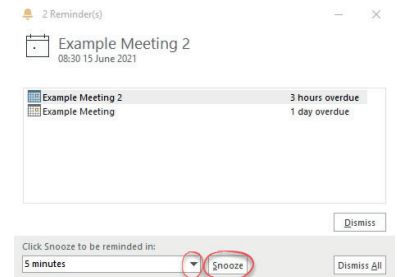 2 Reminder(s)
Example Meeting 2
08:30 15 June 2021
Example Meeting 2 3 hours overdue
Example Meeting 1 day overdue
Dismiss
Click Snooze to be reminded in:
5 minutes Snooze Dismiss All